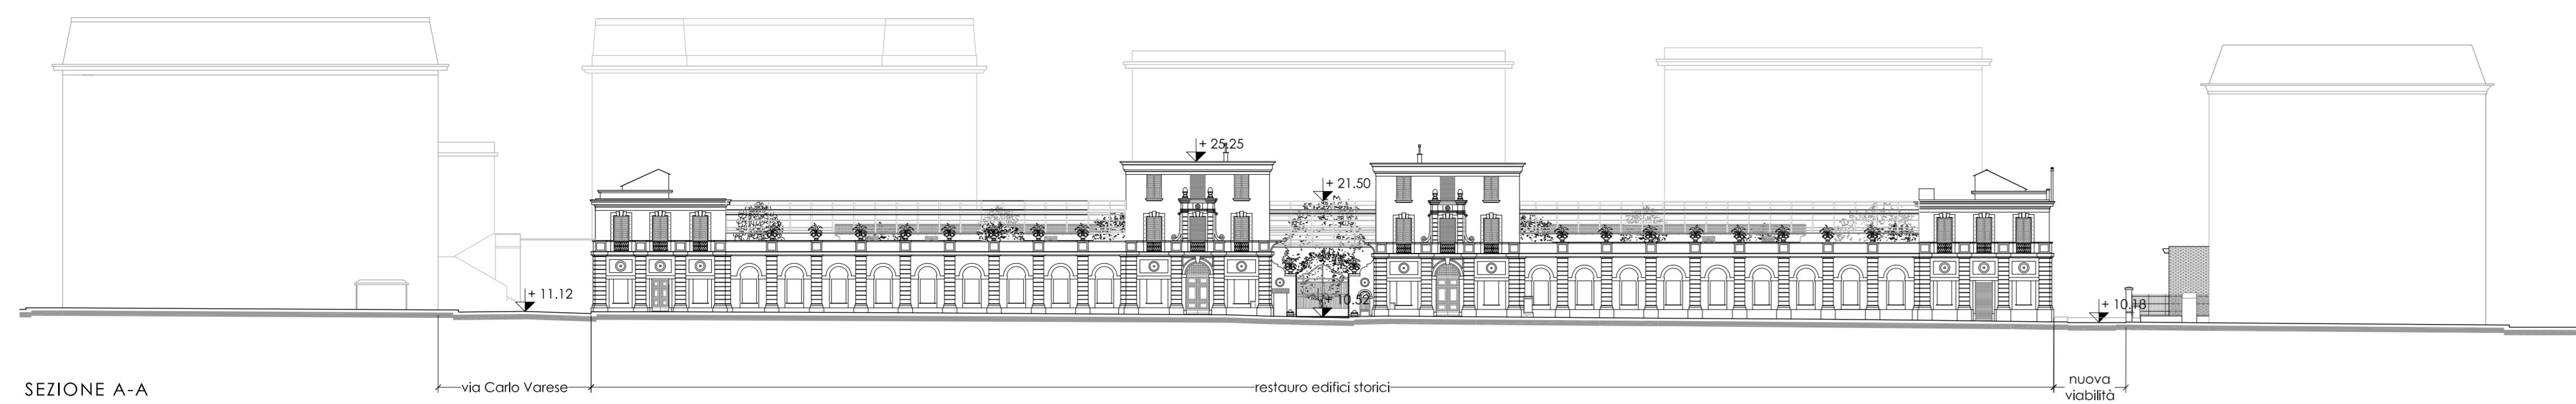 + 25.25
+ 21.50
+ 11.12
+ 10.52
+ 10.18
via Carlo Varese
restauro edifici storici
nuova
viabilità
SEZIONE A-A